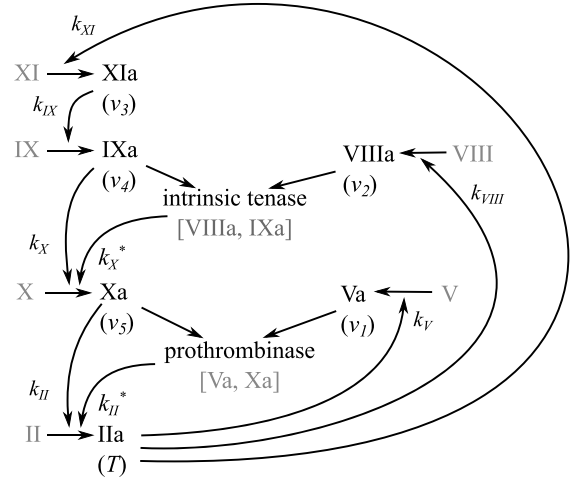 k_XI
XI XIa
k_IX (v_3)
IX IXa VIIIa VIII
(v_4) (v_2)
intrinsic tenase k_VIII
[VIIIa, IXa]
k_X k_X^*
X Xa Va V
(v_5) (v_1) k_V
prothrombinase
[Va, Xa]
k_II k_II^*
II IIa
(T)